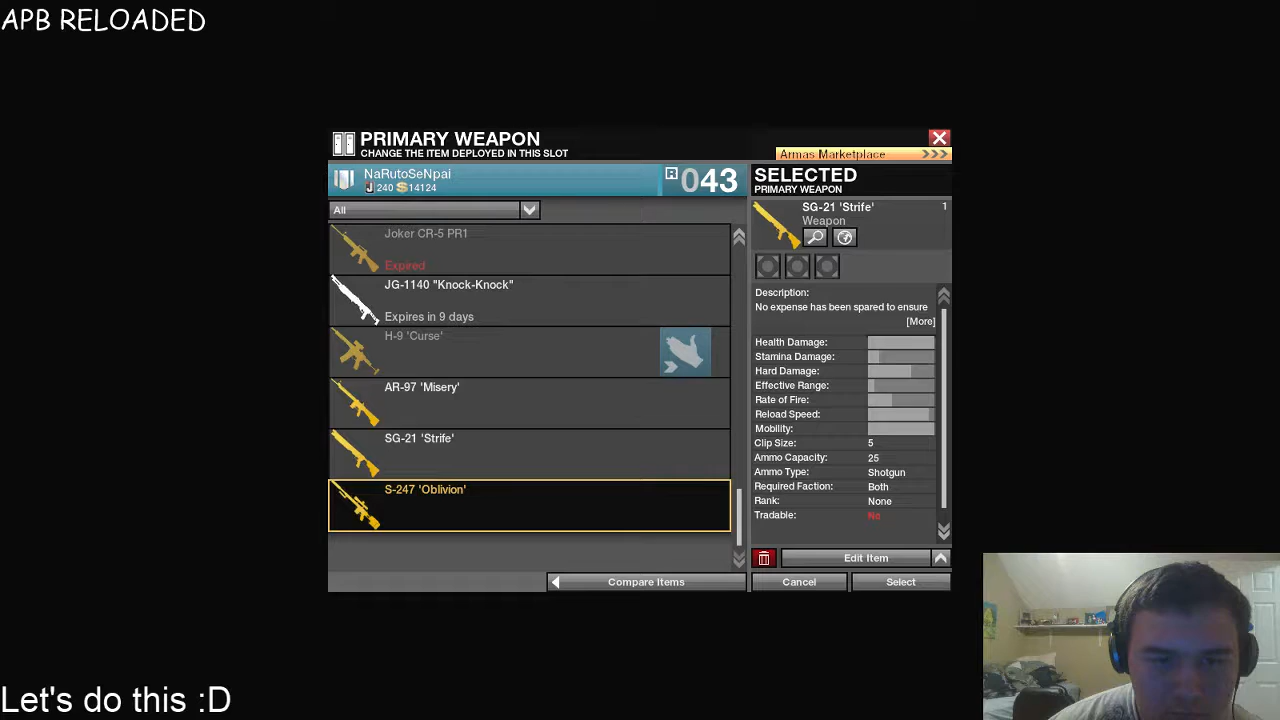 APB RELOADED
PRIMARY WEAPON
CHANGE THE ITEM DEPLOYED IN THIS SLOT
Armas Marketplace >>>
NaRutoSeNpai
J 240 S 14124
R 043
All
Joker CR-5 PR1
Expired
JG-1140 "Knock-Knock"
Expires in 9 days
H-9 'Curse'
AR-97 'Misery'
SG-21 'Strife'
S-247 'Oblivion'
Compare Items
SELECTED
PRIMARY WEAPON
SG-21 'Strife' 1
Weapon
Description:
No expense has been spared to ensure
[More]
Health Damage:
Stamina Damage:
Hard Damage:
Effective Range:
Rate of Fire:
Reload Speed:
Mobility:
Clip Size: 5
Ammo Capacity: 25
Ammo Type: Shotgun
Required Faction: Both
Rank: None
Tradable: No
Edit Item
Cancel
Select
Let's do this :D